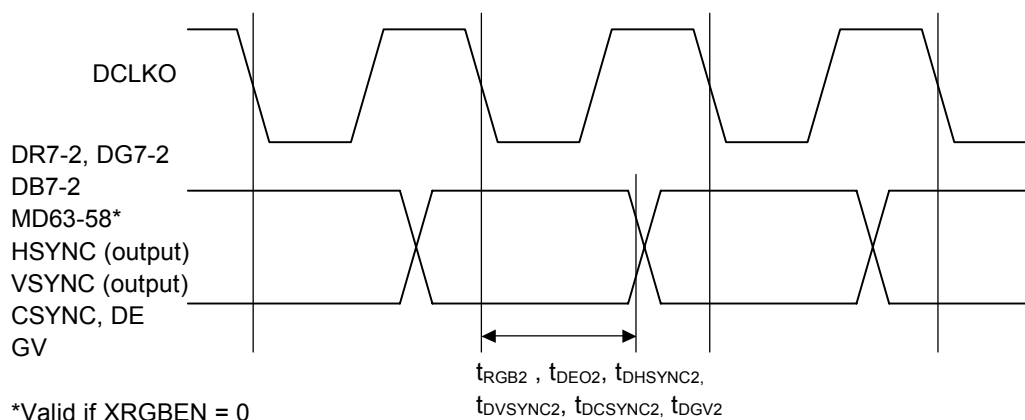 DCLKO
DR7-2, DG7-2
DB7-2
MD63-58*
HSYNC (output)
VSYNC (output)
CSYNC, DE
GV
tRGB2 , tDEO2, tDHSYNC2,
tDVSYNC2, tDCSYNC2, tDGV2
*Valid if XRGBEN = 0